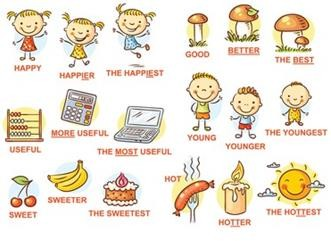 HAPPY HAPPIER THE HAPPIEST
GOOD BETTER THE BEST
USEFUL MORE USEFUL THE MOST USEFUL
YOUNG YOUNGER THE YOUNGEST
SWEET SWEETER THE SWEETEST
HOT HOTTER THE HOTTEST